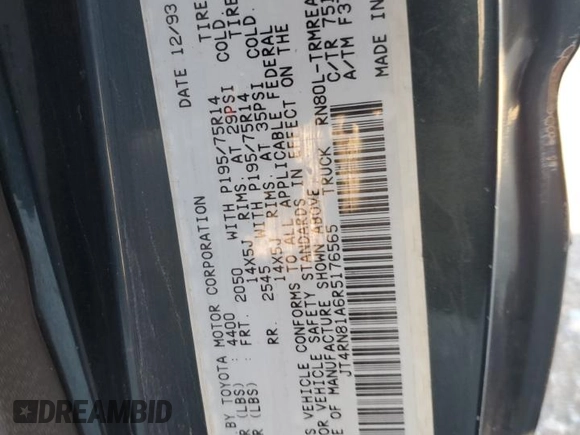 DATE 12/93
BY TOYOTA MOTOR CORPORATION
R (LBS) : 4400 WITH P195/75R14 TIRE
R (LBS) : FRT. 2050 14X5J RIMS. AT 29PSI COLD.
RR. 2545 WITH P195/75R14 TIRE
14X5J RIMS. AT 35PSI COLD.
S VEHICLE CONFORMS TO ALL APPLICABLE FEDERAL
OR VEHICLE SAFETY STANDARDS IN EFFECT ON THE
E OF MANUFACTURE SHOWN ABOVE.
JT4RN81A6R5176565 TRUCK RN80L-TRMREA
C/TR 751
A/TM F3
MADE IN
FREEDAMBID